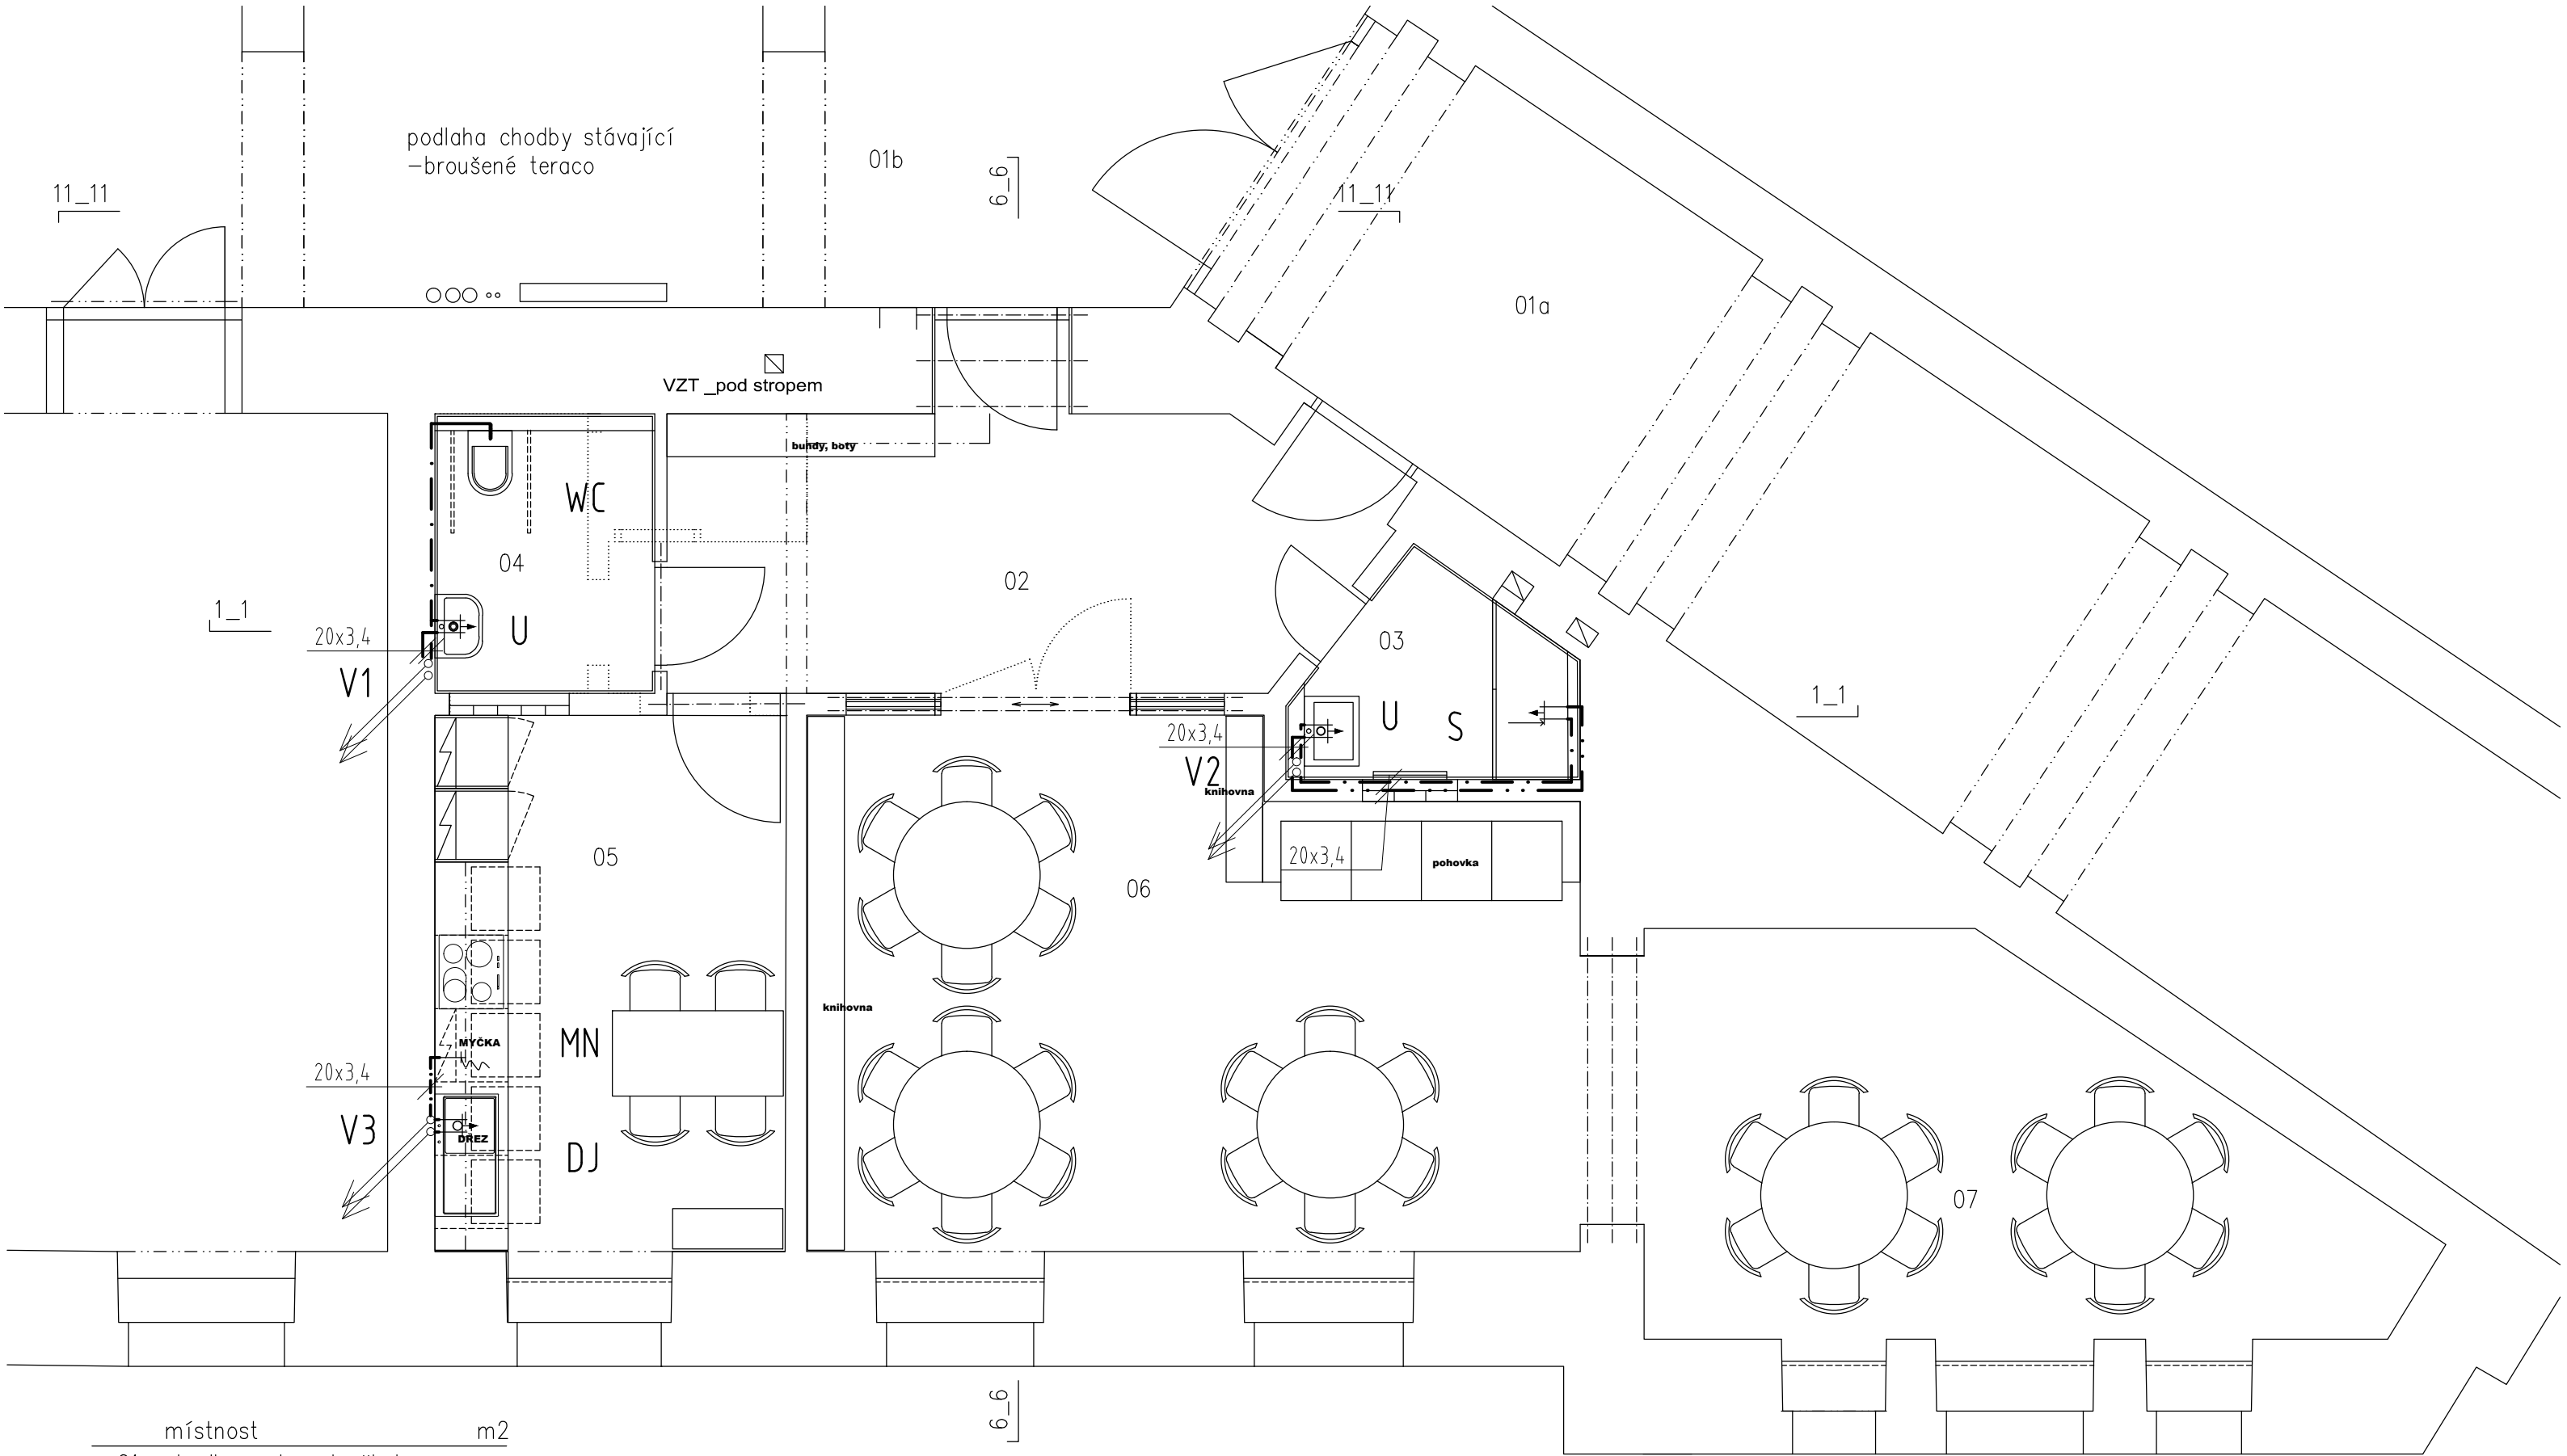 podlaha chodby stávající
–broušené teraco
01b
6_6
11_11
11_11
01a
VZT _pod stropem
bundy, boty
WC
04
02
1_1
20x3,4
U
03
V1
1_1
20x3,4
U
S
V2
knihovna
05
20x3,4
pohovka
06
knihovna
MYČKA
MN
20x3,4
V3
DŘEZ
DJ
07
6_6
místnost m2